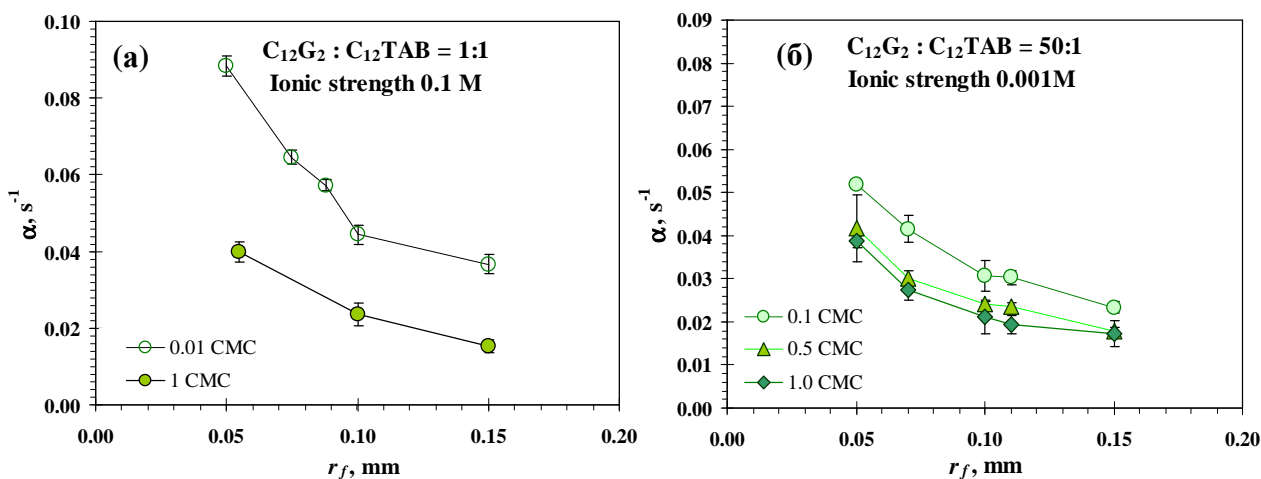 (а)
C₁₂G₂ : C₁₂TAB = 1:1
Ionic strength 0.1 M
0.10
0.08
0.06
0.04
0.02
0.00
α, s⁻¹
0.01 CMC
1 CMC
0.00 0.05 0.10 0.15 0.20
r_f, mm
(б)
C₁₂G₂ : C₁₂TAB = 50:1
Ionic strength 0.001M
0.09
0.08
0.07
0.06
0.05
0.04
0.03
0.02
0.01
0.00
α, s⁻¹
0.1 CMC
0.5 CMC
1.0 CMC
0.00 0.05 0.10 0.15 0.20
r_f, mm